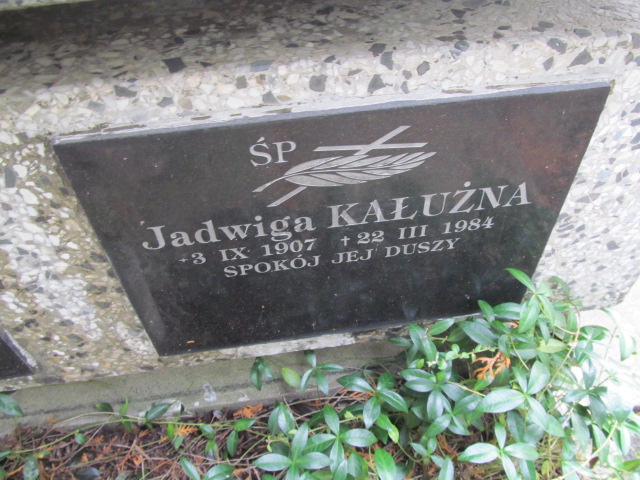 ŚP
Jadwiga KAŁUŻNA
*3 IX 1907 †22 III 1984
SPOKÓJ JEJ DUSZY